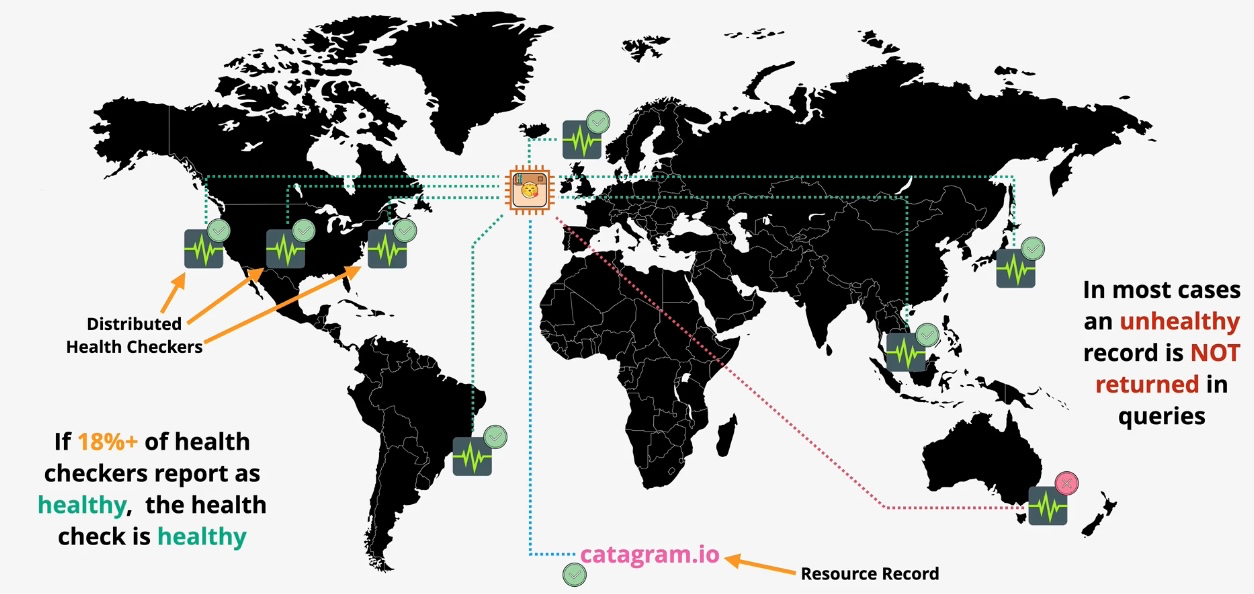 Distributed
Health Checkers
If 18%+ of health
checkers report as
healthy, the health
check is healthy
In most cases
an unhealthy
record is NOT
returned in
queries
catagram.io
Resource Record